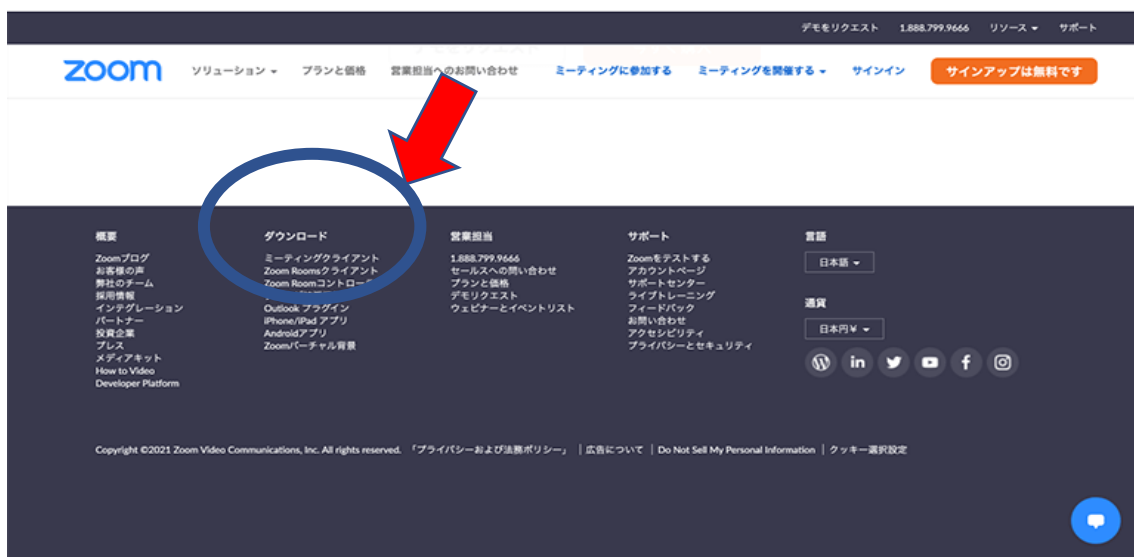 デモをリクエスト 1.888.799.9666 リソース サポート
zoom ソリューション プランと価格 営業担当へのお問い合わせ ミーティングに参加する ミーティングを開催する サインイン サインアップは無料です
概要
Zoomブログ
お客様の声
弊社のチーム
採用情報
インテグレーション
パートナー
投資企業
プレス
メディアキット
How to Video
Developer Platform
ダウンロード
ミーティングクライアント
Zoom Roomsクライアント
Zoom Roomコントローラ
Outlook プラグイン
iPhone/iPad アプリ
Androidアプリ
Zoomバーチャル背景
営業担当
1.888.799.9666
セールスへの問い合わせ
プランと価格
デモリクエスト
ウェビナーとイベントリスト
サポート
Zoomをテストする
アカウントページ
サポートセンター
ライブトレーニング
フィードバック
お問い合わせ
アクセシビリティ
プライバシーとセキュリティ
言語
日本語
通貨
日本円¥
Copyright ©2021 Zoom Video Communications, Inc. All rights reserved. 「プライバシーおよび法務ポリシー」 | 広告について | Do Not Sell My Personal Information | クッキー選択設定